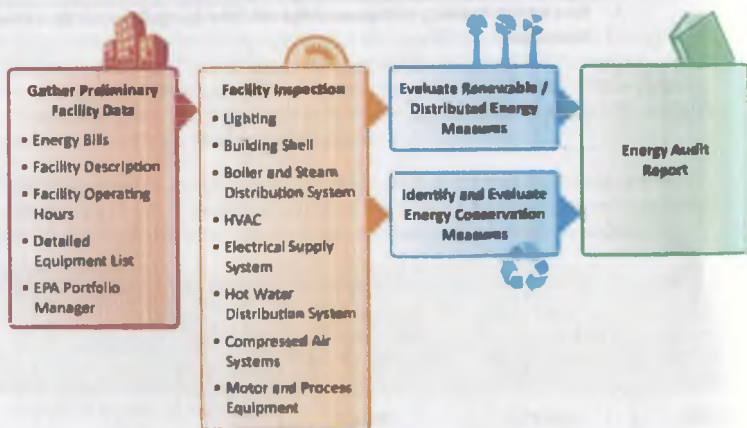 Gather Preliminary
Facility Data
• Energy Bills
• Facility Description
• Facility Operating
Hours
• Detailed
Equipment List
• EPA Portfolio
Manager
Facility Inspection
• Lighting
• Building Shell
• Boiler and Steam
Distribution System
• HVAC
• Electrical Supply
System
• Hot Water
Distribution System
• Compressed Air
Systems
• Motor and Process
Equipment
Evaluate Renewable /
Distributed Energy
Measures
Identify and Evaluate
Energy Conservation
Measures
Energy Audit
Report